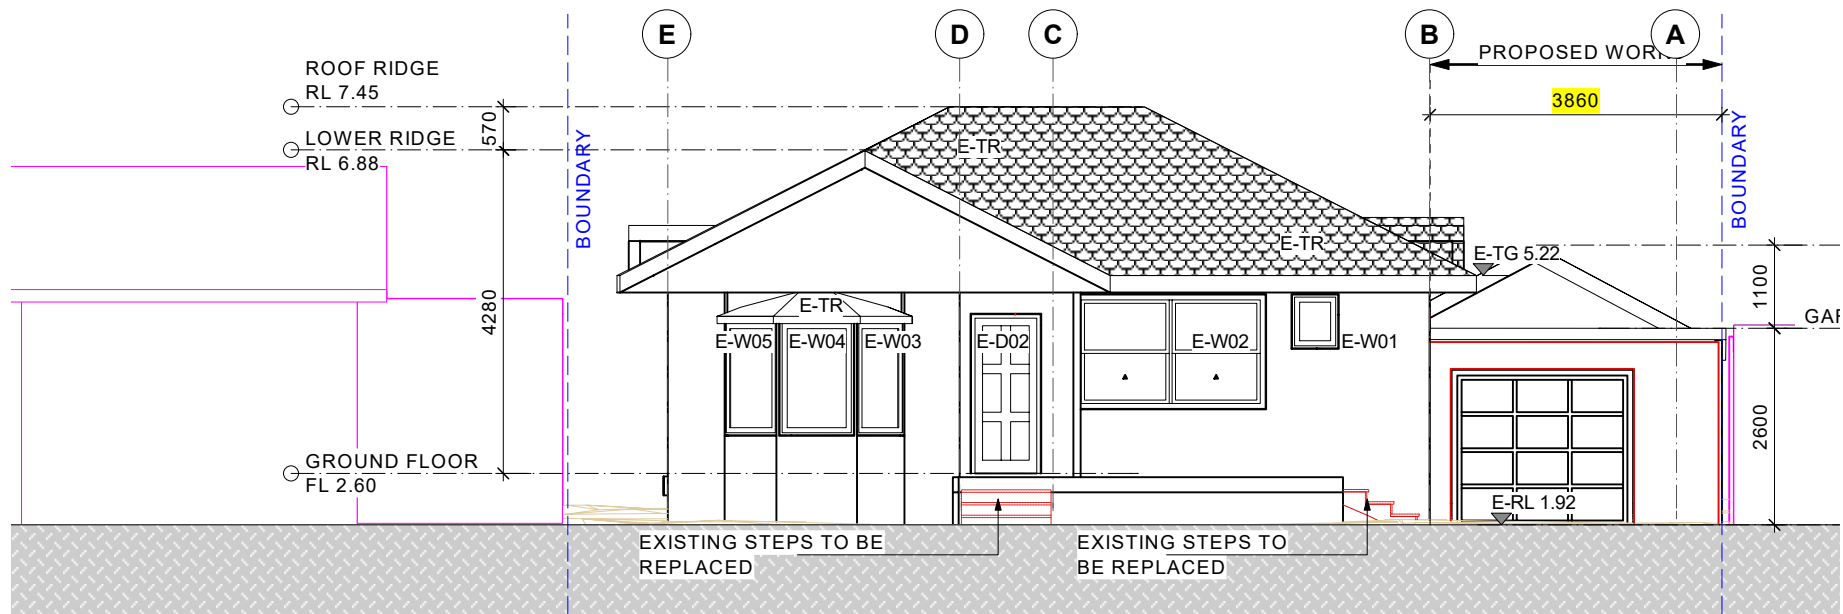 E
D
C
B
A
PROPOSED WOR
ROOF RIDGE
RL 7.45
3860
570
LOWER RIDGE
RL 6.88
BOUNDARY
BOUNDARY
E-TR
E-TR
E-TG 5.22
1100
4280
E-TR
GAR
E-W05
E-W04
E-W03
E-D02
E-W02
E-W01
2600
GROUND FLOOR
FL 2.60
E-RL 1.92
EXISTING STEPS TO BE
REPLACED
EXISTING STEPS TO
BE REPLACED